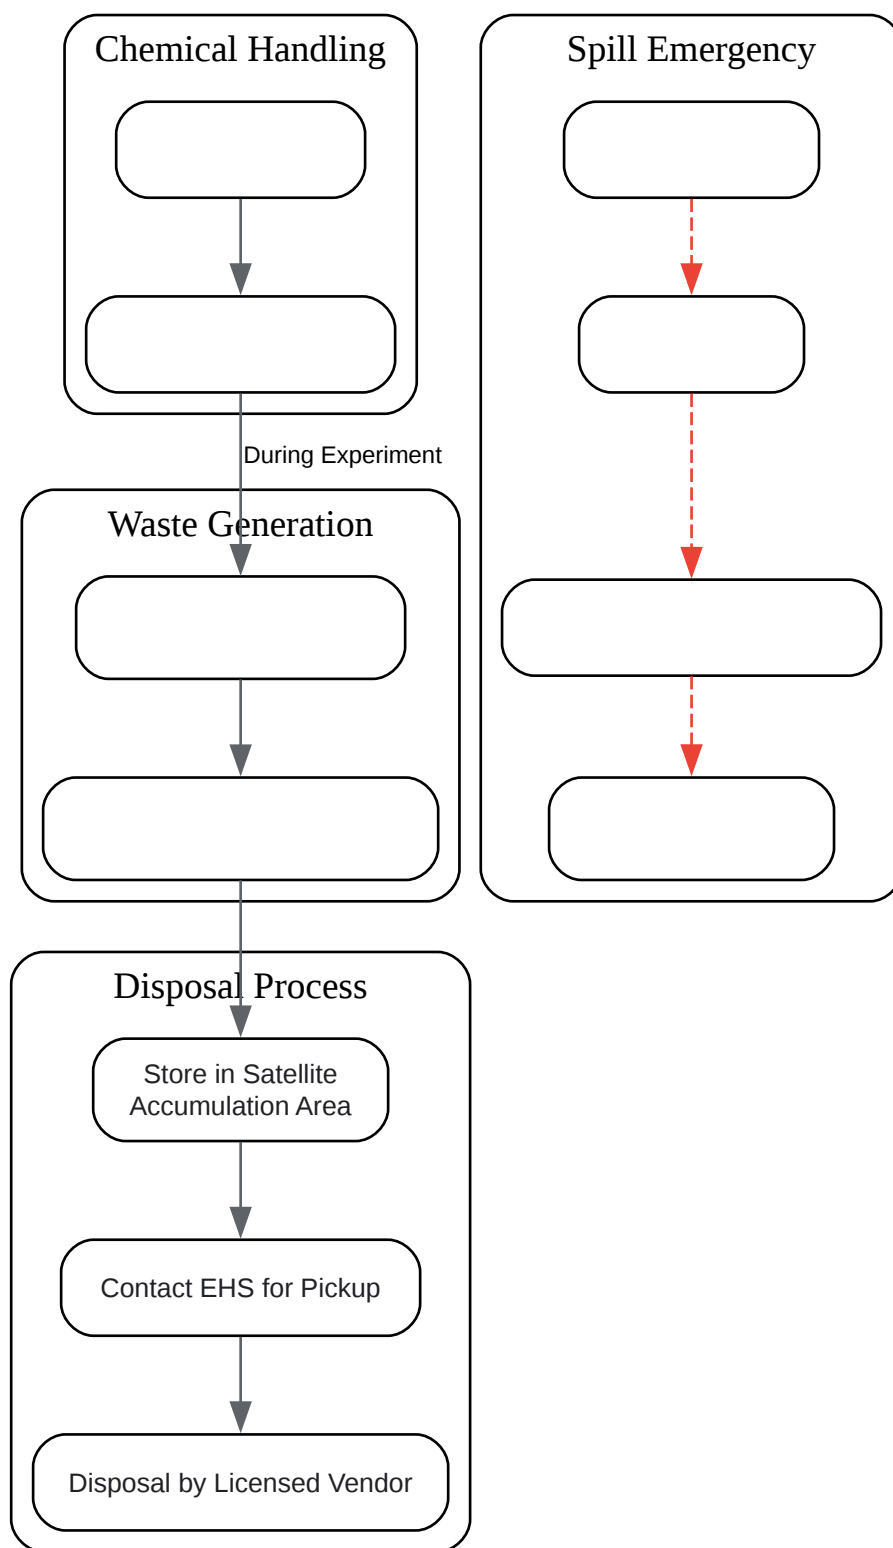 Chemical Handling
Spill Emergency
During Experiment
Waste Generation
Disposal Process
Store in Satellite
Accumulation Area
Contact EHS for Pickup
Disposal by Licensed Vendor